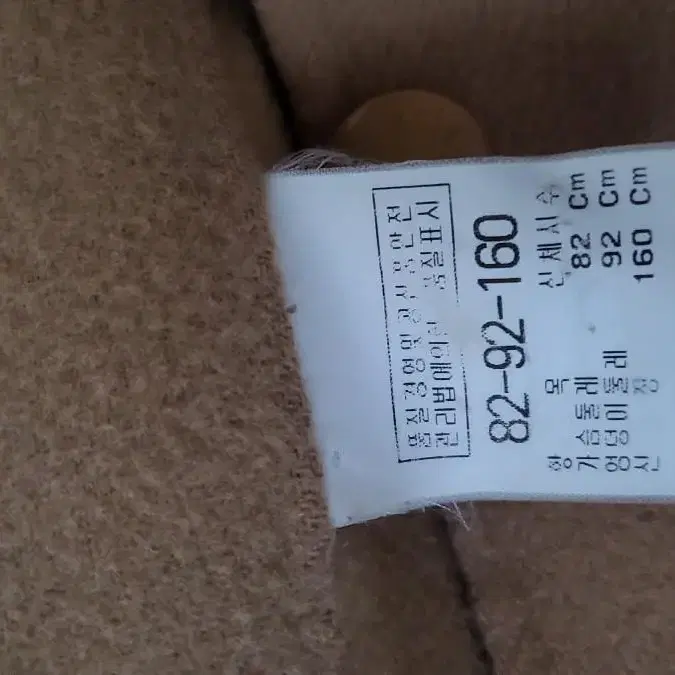 품질경영및공산품안전
관리법에의한 품질표시
82-92-160
항 목 신체치수
가슴둘레 82 Cm
엉덩이둘레 92 Cm
신 장 160 Cm